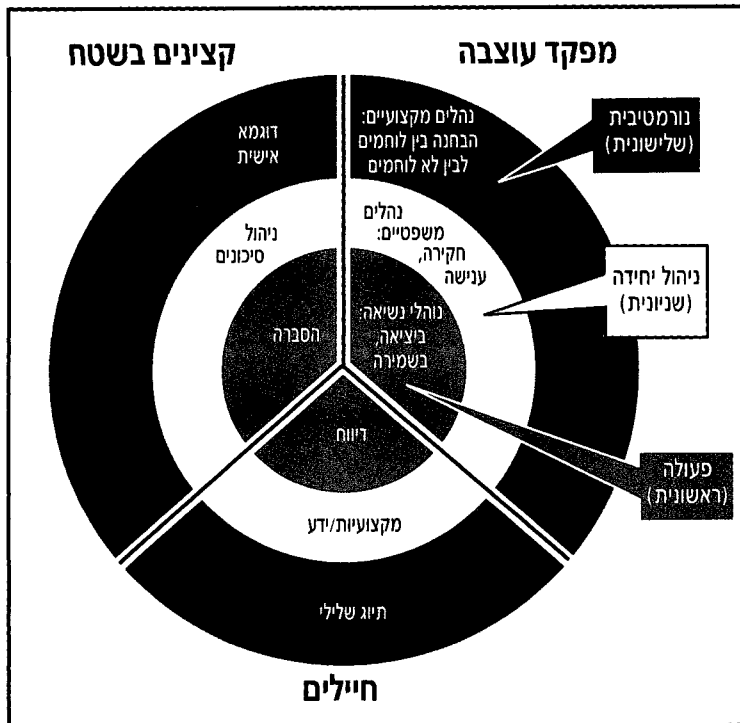 מפקד עוצבה
קצינים בשטח
נהלים מקצועיים:
הבחנה בין לוחמים
לבין לא לוחמים
נורמטיבית
(שלישונית)
דוגמא
אישית
נהלים
משפטיים:
חקירה,
ענישה
ניהול
סיכונים
ניהול יחידה
(שניונית)
נוהלי נשיאה:
ביציאה,
בשמירה
הסברה
דיווח
פעולה
(ראשונית)
מקצועיות/ידע
תיוג שלילי
חיילים